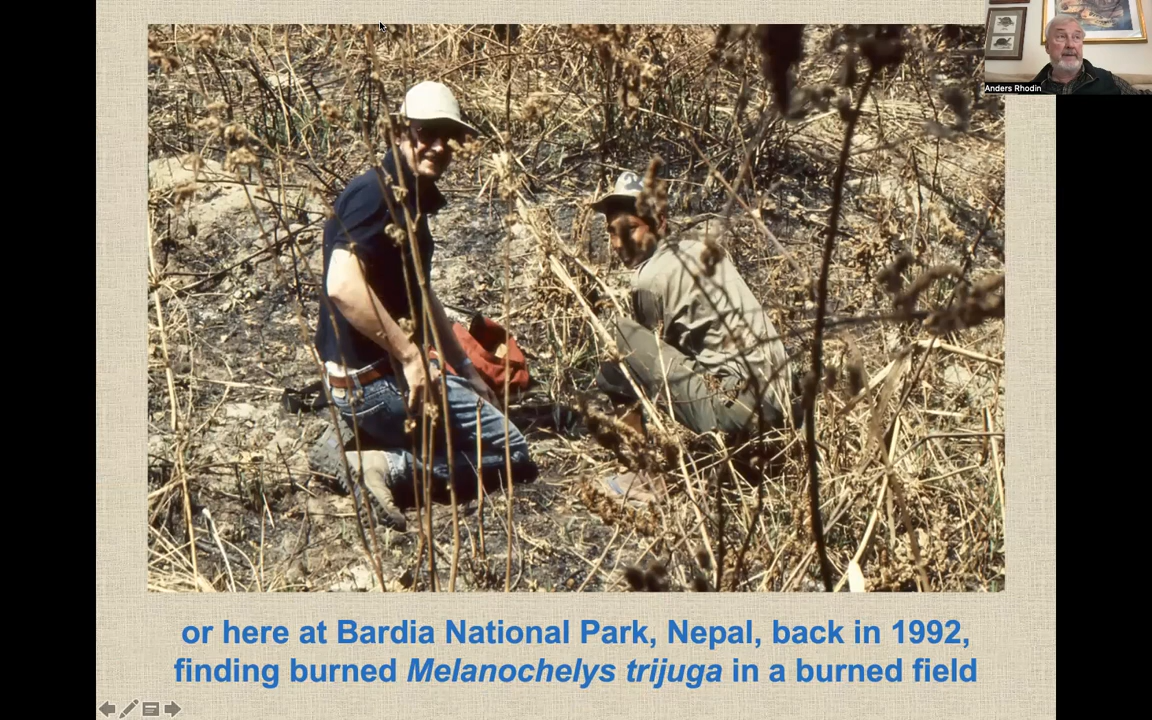 Anders Rhodin
or here at Bardia National Park, Nepal, back in 1992,
finding burned Melanochelys trijuga in a burned field